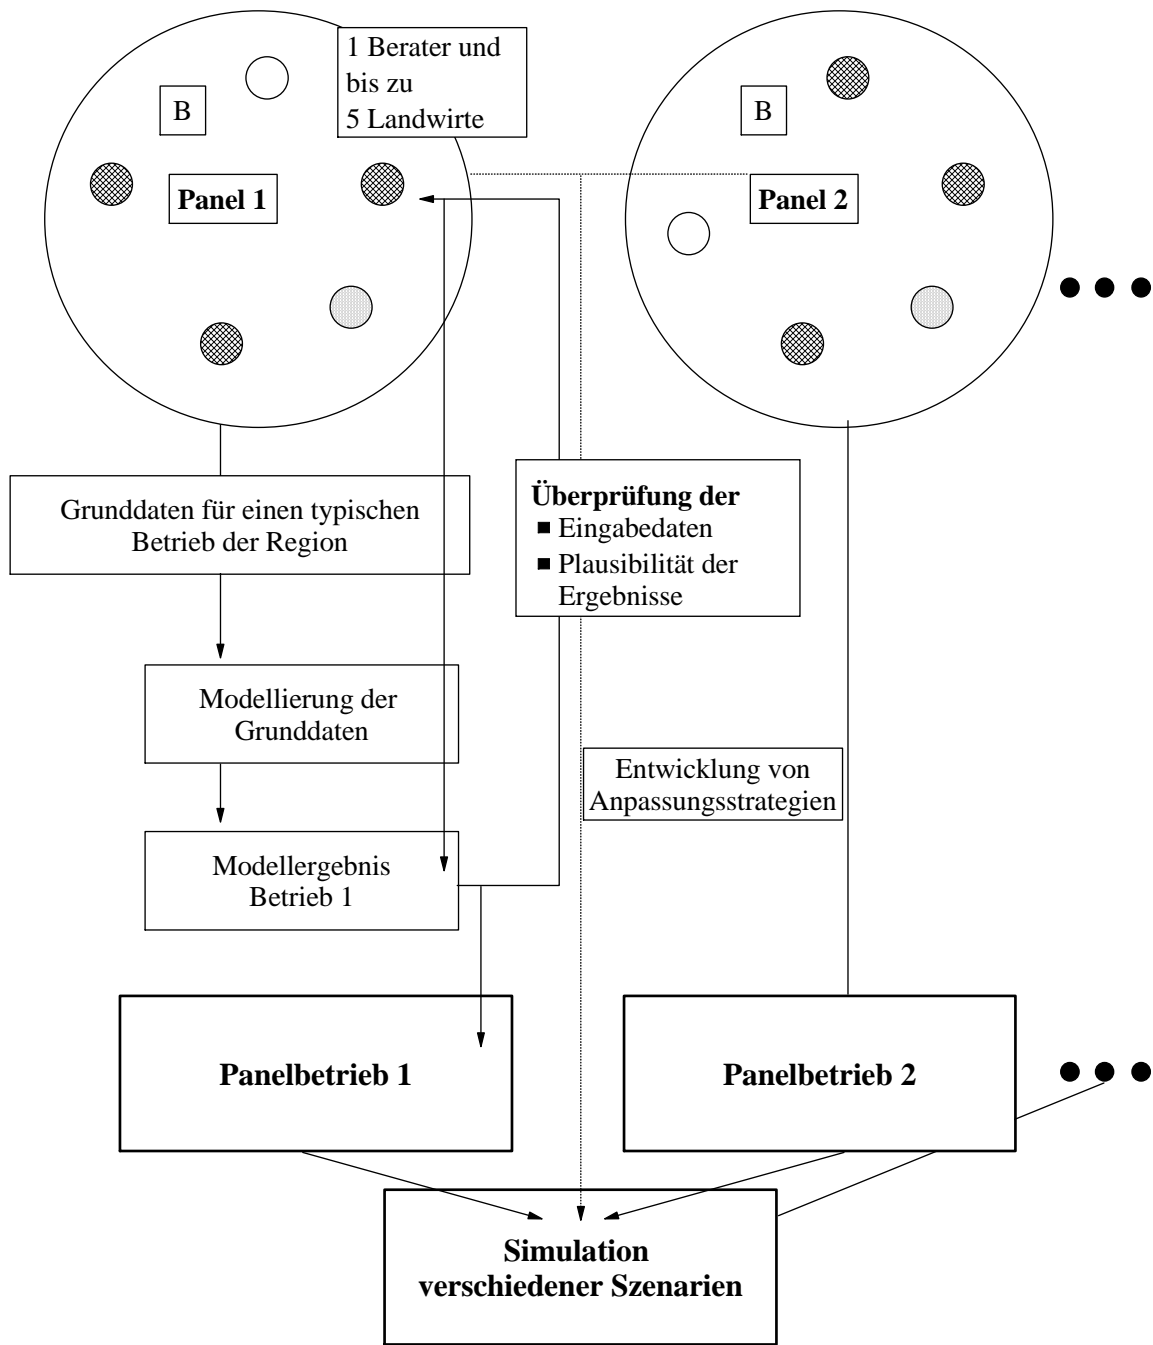 1 Berater und
bis zu
5 Landwirte
B
Panel 1
B
Panel 2
Grunddaten für einen typischen
Betrieb der Region
Überprüfung der
■ Eingabedaten
■ Plausibilität der
Ergebnisse
Modellierung der
Grunddaten
Entwicklung von
Anpassungsstrategien
Modellergebnis
Betrieb 1
Panelbetrieb 1
Panelbetrieb 2
Simulation
verschiedener Szenarien